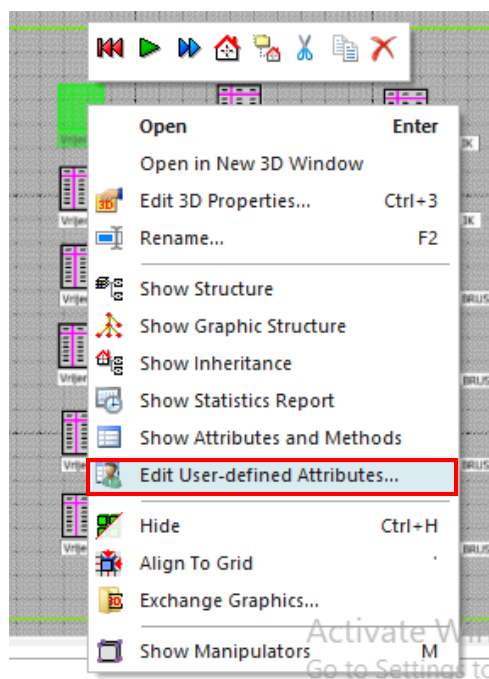 Open Enter
Open in New 3D Window
Edit 3D Properties... Ctrl+3
Rename... F2
Show Structure
Show Graphic Structure
Show Inheritance
Show Statistics Report
Show Attributes and Methods
Edit User-defined Attributes...
Hide Ctrl+H
Align To Grid
Exchange Graphics...
Show Manipulators M
Activate Win
Go to Settings to